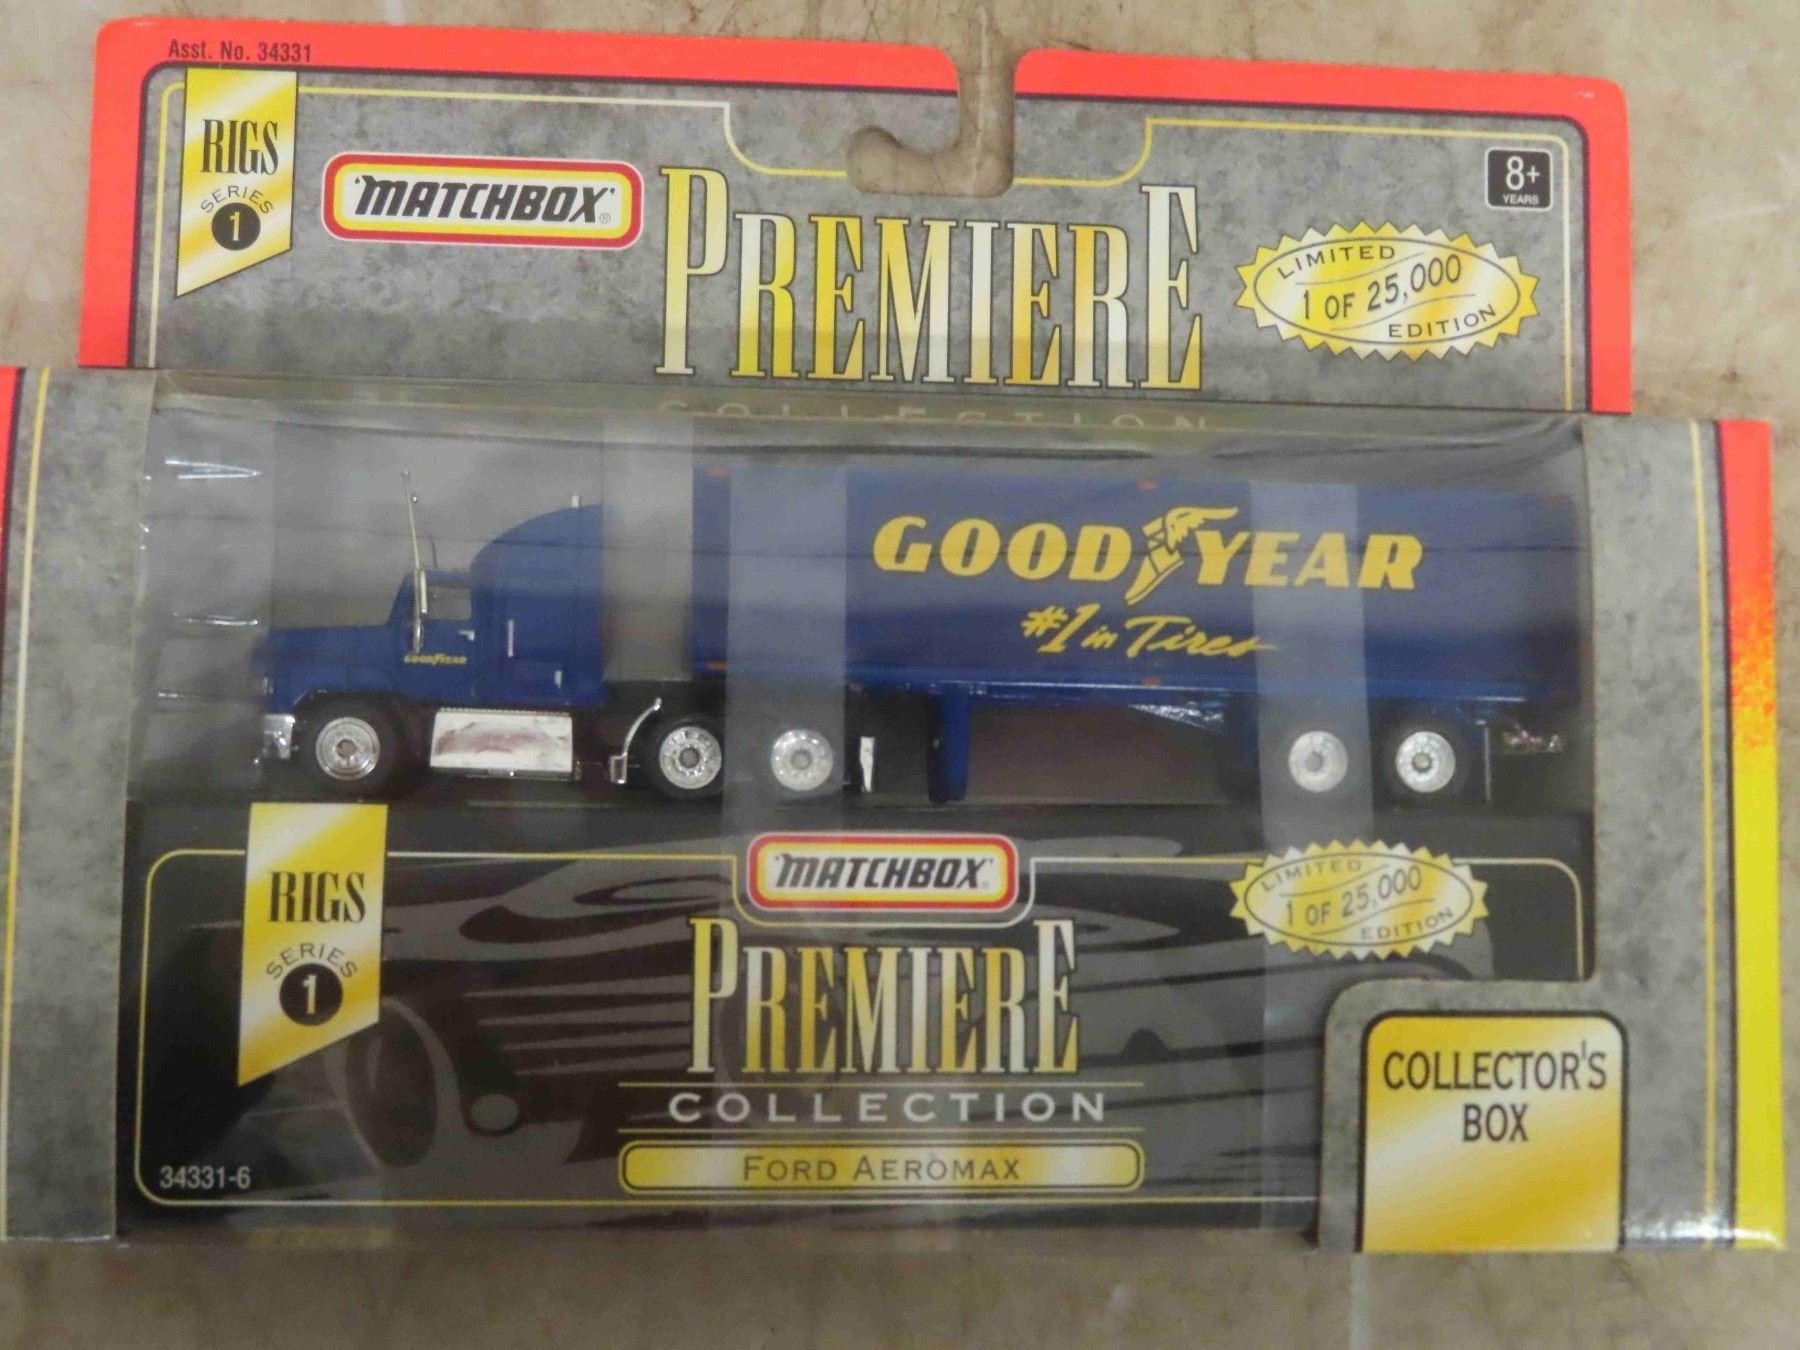 Asst. No. 34331
RIGS
SERIES
1
'MATCHBOX'®
PREMIERE
COLLECTION
8+
YEARS
LIMITED
1 OF 25,000
EDITION
GOODYEAR
#1 in Tires
GOODYEAR
RIGS
SERIES
1
'MATCHBOX'®
PREMIERE
COLLECTION
FORD AEROMAX
LIMITED
1 OF 25,000
EDITION
34331-6
COLLECTOR'S
BOX